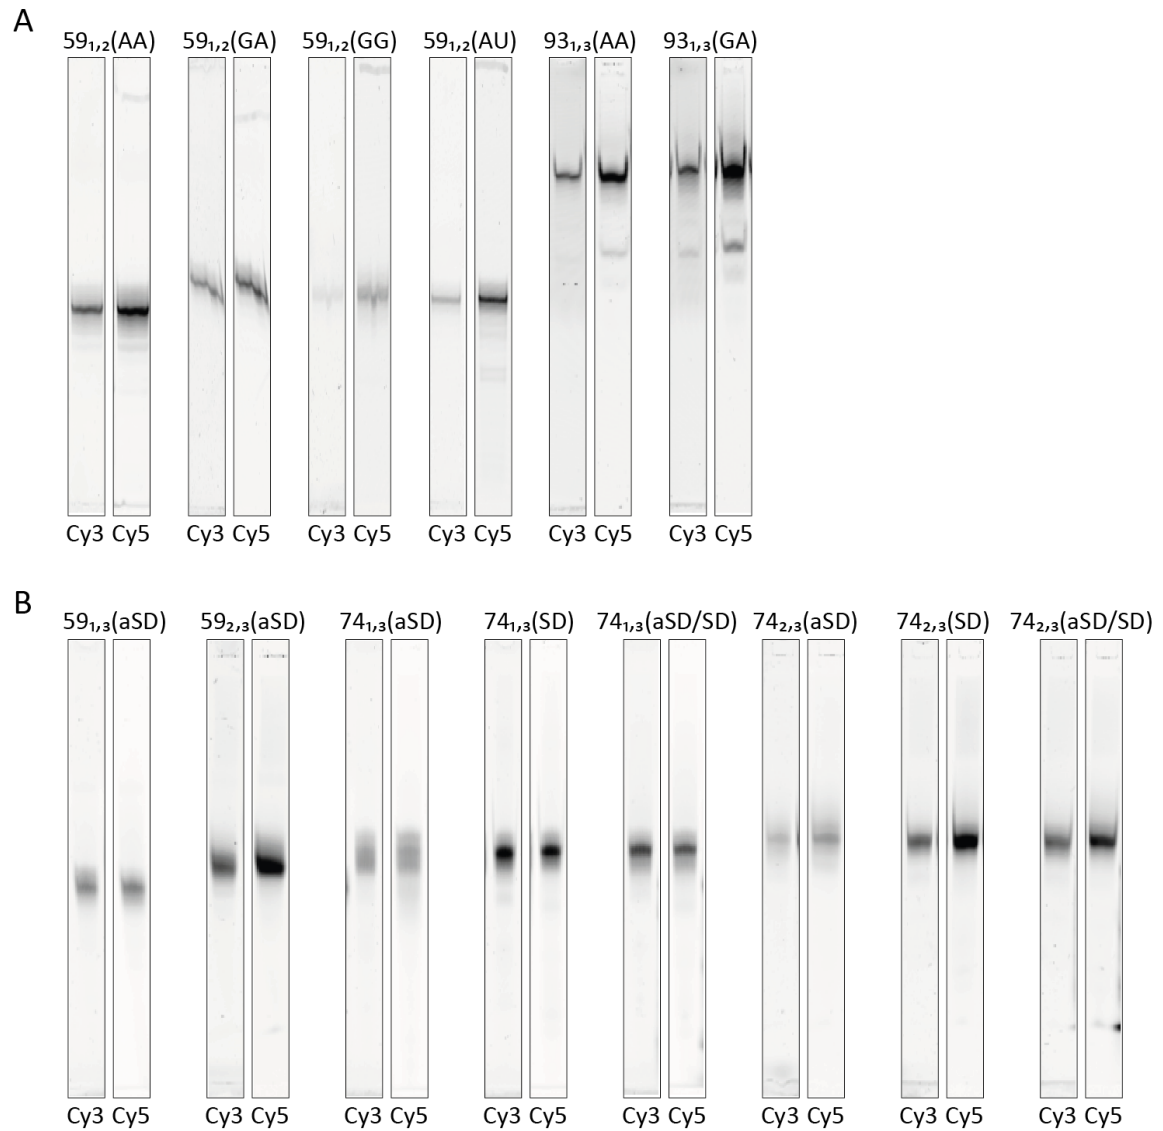 A
59₁,₂(AA) 59₁,₂(GA) 59₁,₂(GG) 59₁,₂(AU) 93₁,₃(AA) 93₁,₃(GA)
Cy3 Cy5 Cy3 Cy5 Cy3 Cy5 Cy3 Cy5 Cy3 Cy5 Cy3 Cy5
B
59₁,₃(aSD) 59₂,₃(aSD) 74₁,₃(aSD) 74₁,₃(SD) 74₁,₃(aSD/SD) 74₂,₃(aSD) 74₂,₃(SD) 74₂,₃(aSD/SD)
Cy3 Cy5 Cy3 Cy5 Cy3 Cy5 Cy3 Cy5 Cy3 Cy5 Cy3 Cy5 Cy3 Cy5 Cy3 Cy5